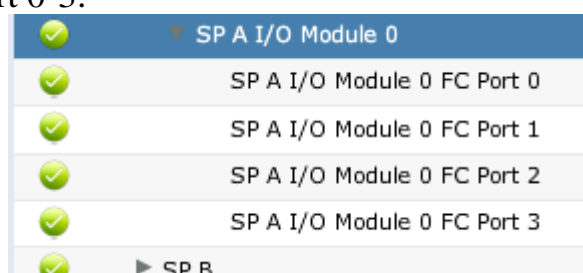 SP A I/O Module 0
SP A I/O Module 0 FC Port 0
SP A I/O Module 0 FC Port 1
SP A I/O Module 0 FC Port 2
SP A I/O Module 0 FC Port 3
SP B